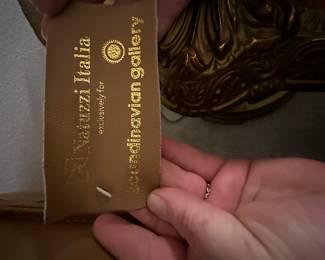 Natuzzi Italia
exclusively for
scandinavian gallery